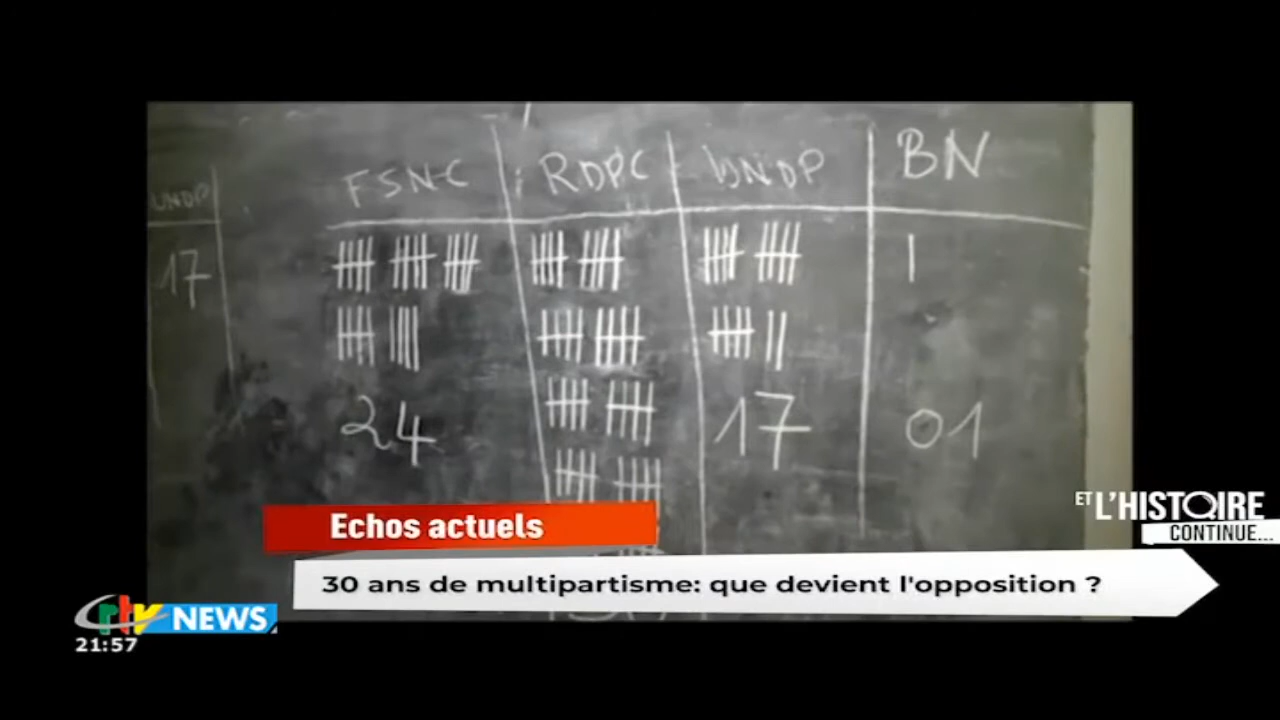 FSNC RDPC UNDP BN
UNDP
17
24 17 01
ET L'HISTOIRE
CONTINUE...
Echos actuels
30 ans de multipartisme: que devient l'opposition ?
crtv NEWS
21:57